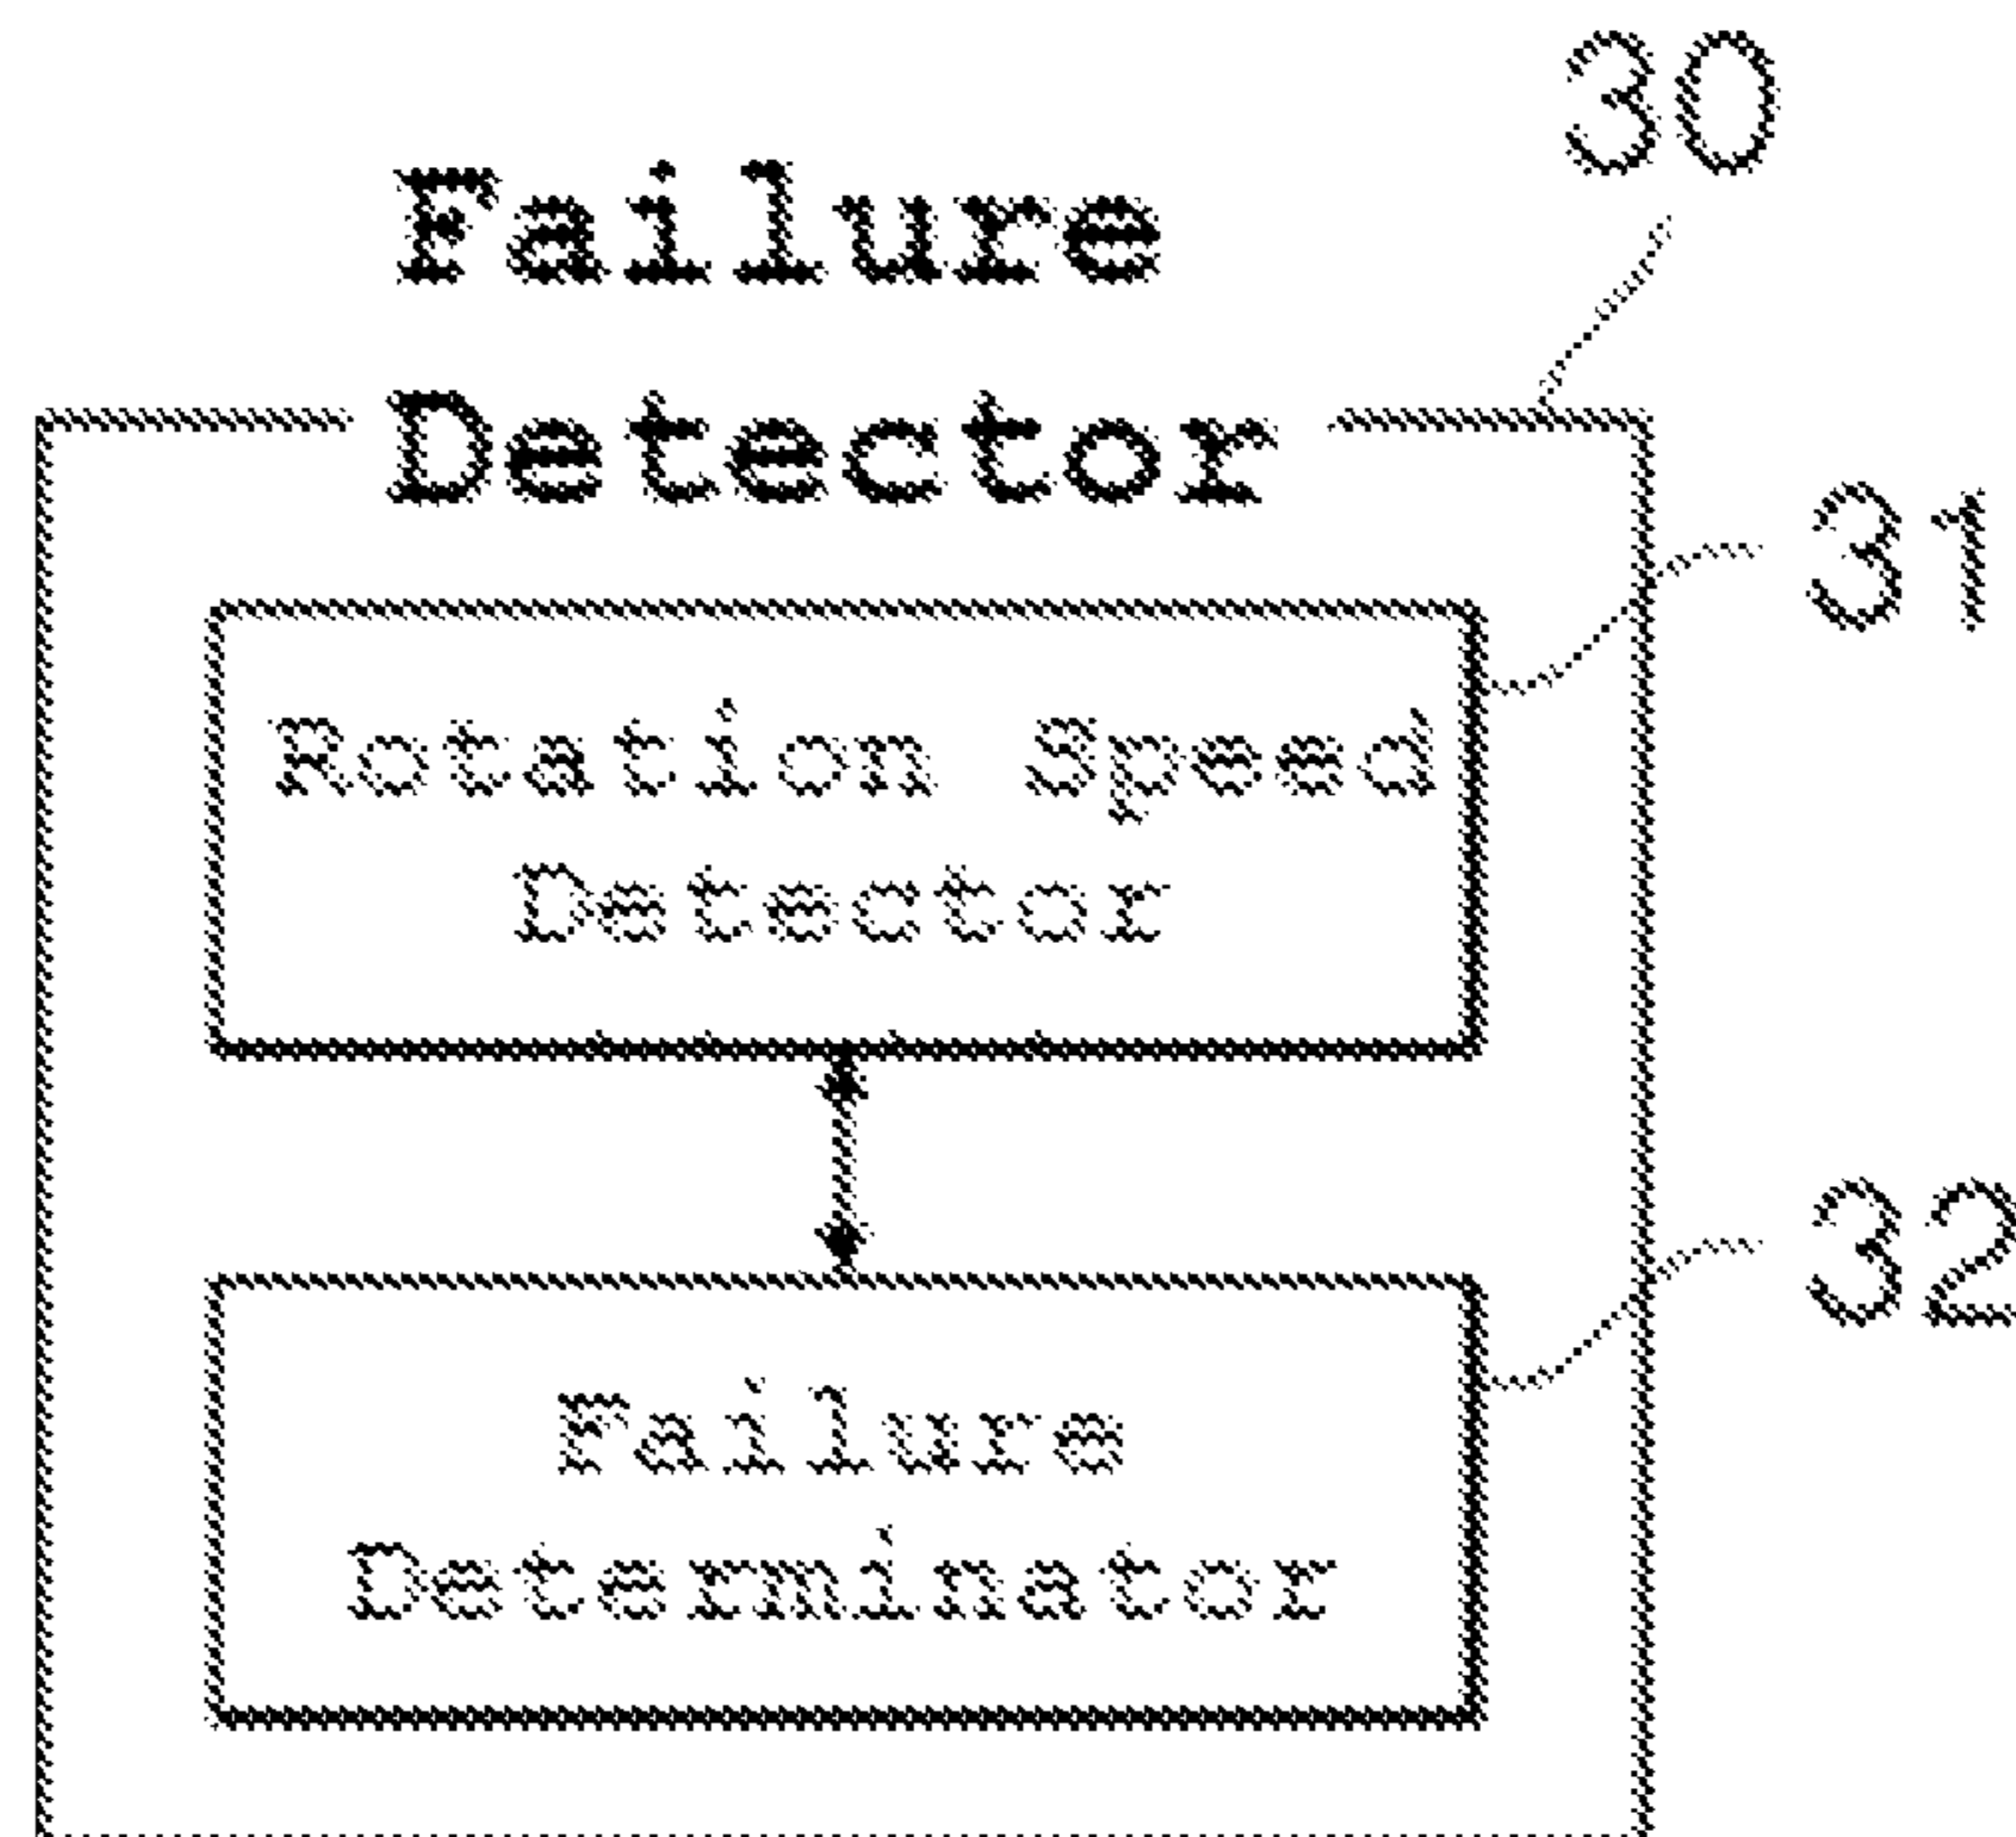 30
Failure
Detector
31
Rotation Speed
Detector
32
Failure
Determinator